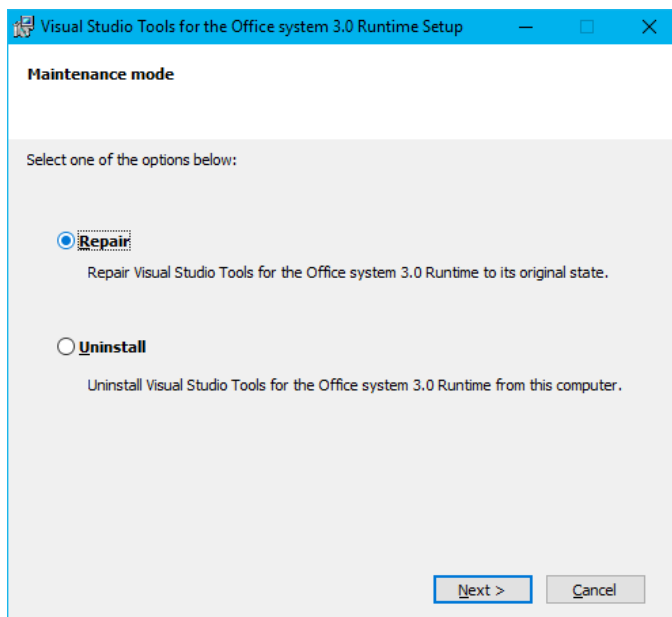 Visual Studio Tools for the Office system 3.0 Runtime Setup
Maintenance mode
Select one of the options below:
Repair
Repair Visual Studio Tools for the Office system 3.0 Runtime to its original state.
Uninstall
Uninstall Visual Studio Tools for the Office system 3.0 Runtime from this computer.
Next >
Cancel